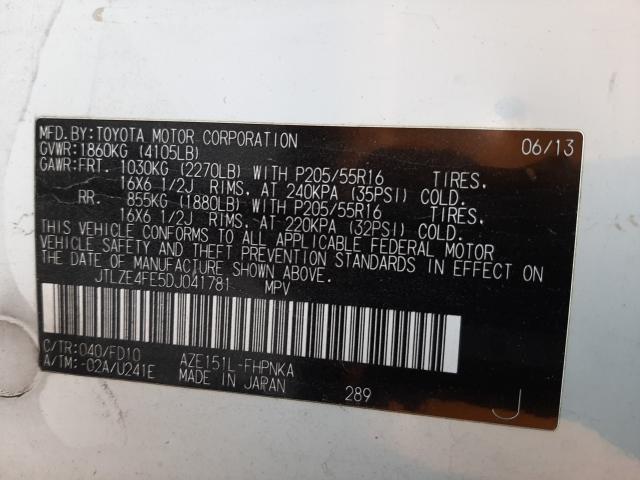 MFD.BY:TOYOTA MOTOR CORPORATION 06/13
GVWR:1860KG (4105LB)
GAWR:FRT. 1030KG (2270LB) WITH P205/55R16 TIRES.
16X6 1/2J RIMS. AT 240KPA (35PSI) COLD.
RR. 855KG (1880LB) WITH P205/55R16 TIRES.
16X6 1/2J RIMS. AT 220KPA (32PSI) COLD.
THIS VEHICLE CONFORMS TO ALL APPLICABLE FEDERAL MOTOR
VEHICLE SAFETY AND THEFT PREVENTION STANDARDS IN EFFECT ON
THE DATE OF MANUFACTURE SHOWN ABOVE.
JTLZE4FE5DJ041781 MPV
C/TR:040/FD10 AZE151L-FHPNKA
A/TM:-02A/U241E MADE IN JAPAN 289 J